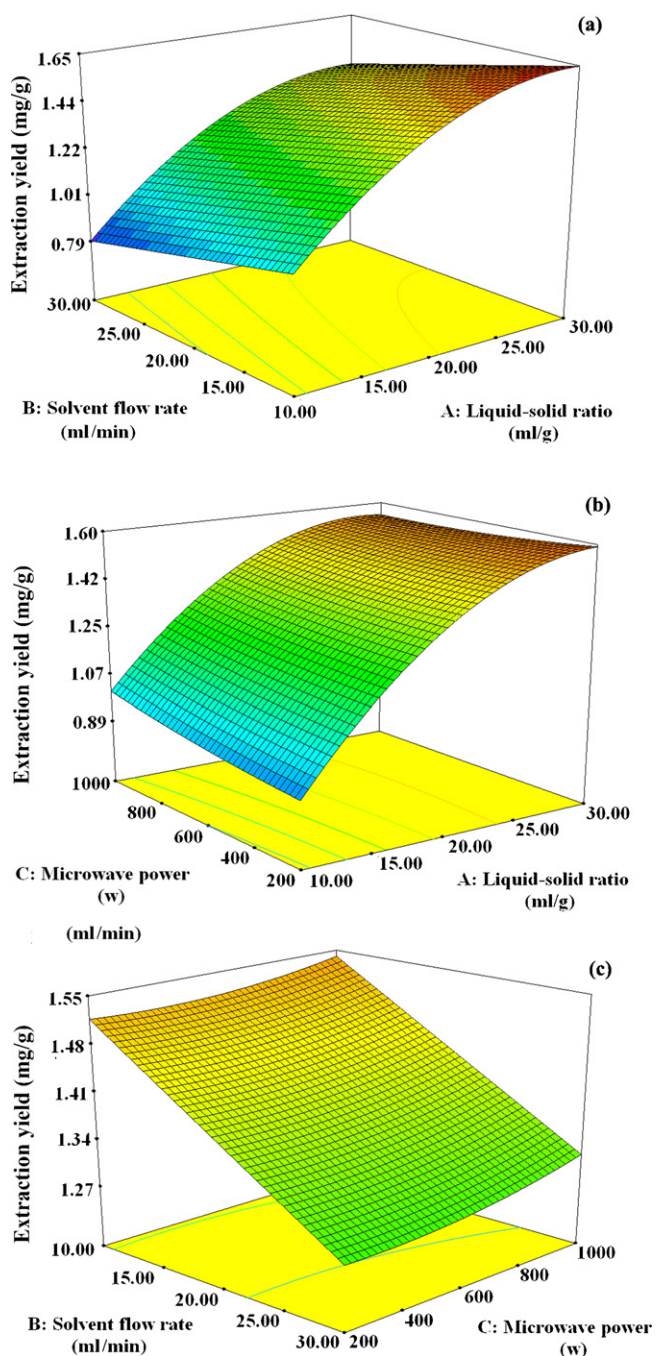 (a)
1.65
1.44
1.22
1.01
0.79
Extraction yield (mg/g)
30.00
25.00
20.00
15.00
10.00
B: Solvent flow rate
(ml/min)
30.00
25.00
20.00
15.00
A: Liquid-solid ratio
(ml/g)
(b)
1.60
1.42
1.25
1.07
0.89
Extraction yield (mg/g)
1000
800
600
400
200
C: Microwave power
(w)
30.00
25.00
20.00
15.00
10.00
A: Liquid-solid ratio
(ml/g)
(ml/min)
(c)
1.55
1.48
1.41
1.34
1.27
Extraction yield (mg/g)
10.00
15.00
20.00
25.00
30.00
B: Solvent flow rate
(ml/min)
1000
800
600
400
200
C: Microwave power
(w)